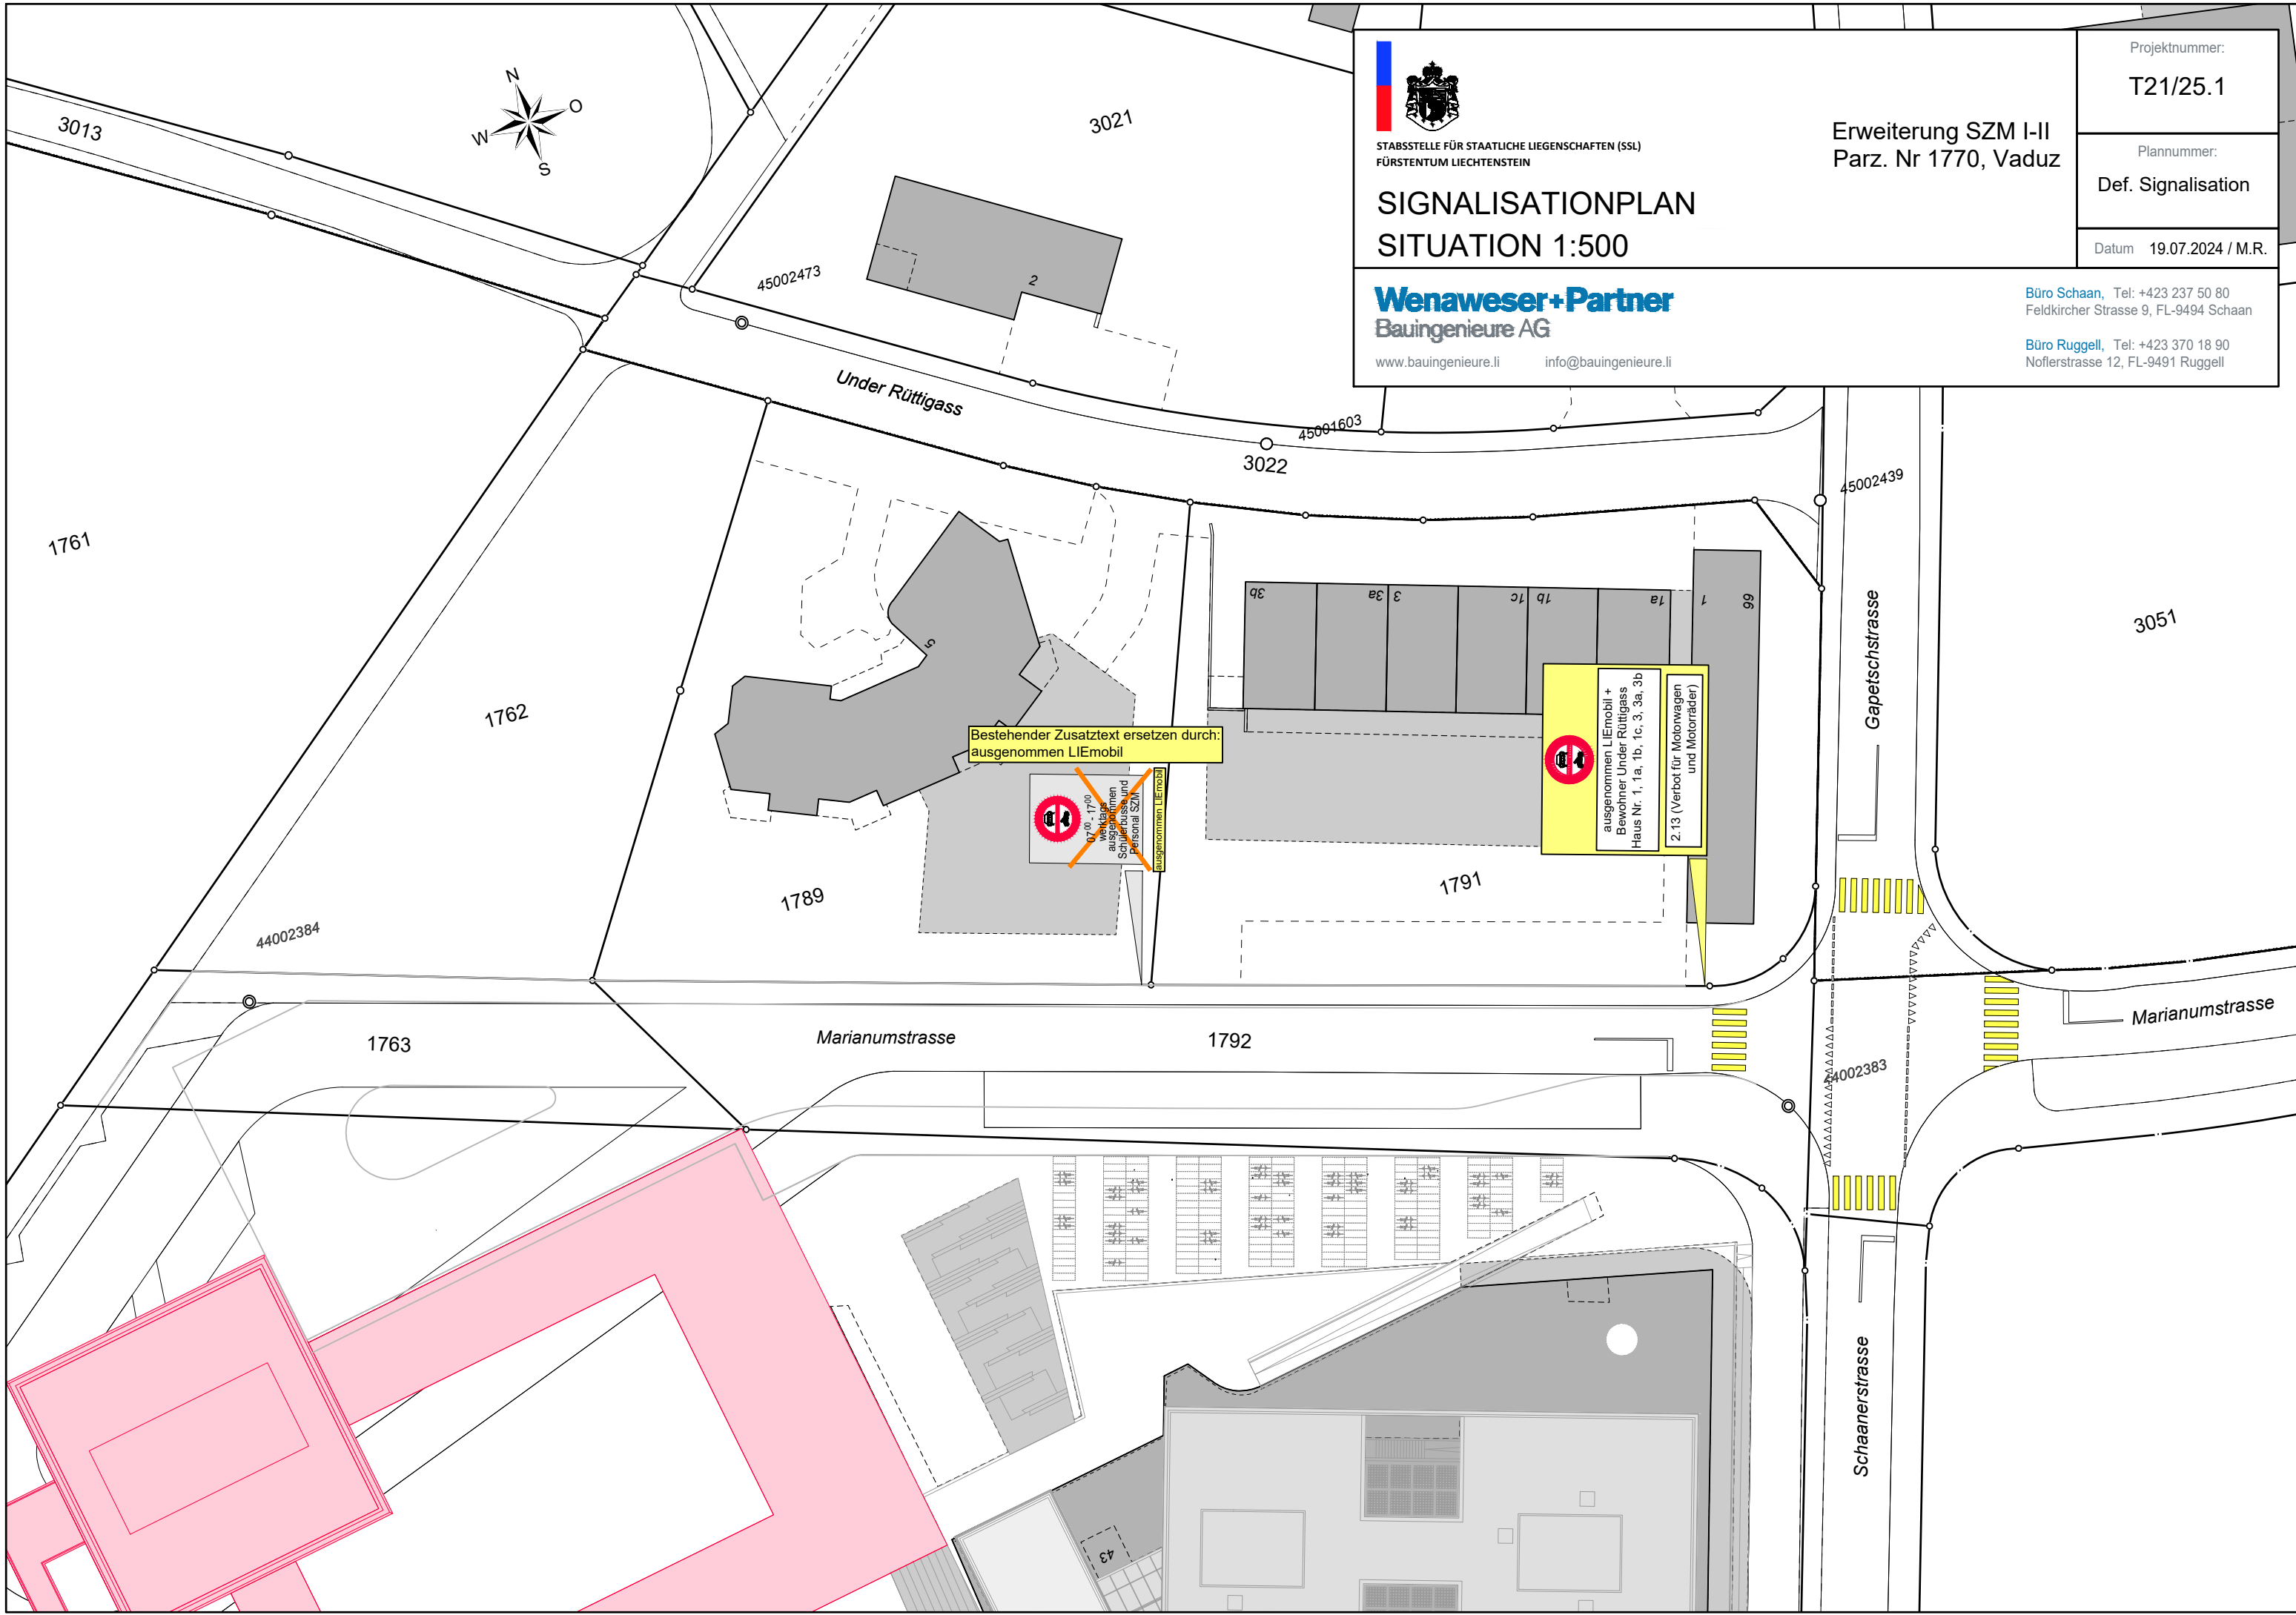 STABSSTELLE FÜR STAATLICHE LIEGENSCHAFTEN (SSL)
FÜRSTENTUM LIECHTENSTEIN
SIGNALISATIONPLAN
SITUATION 1:500
Erweiterung SZM I-II
Parz. Nr 1770, Vaduz
Projektnummer:
T21/25.1
Plannummer:
Def. Signalisation
Datum 19.07.2024 / M.R.
Wenaweser+Partner
Bauingenieure AG
www.bauingenieure.li info@bauingenieure.li
Büro Schaan, Tel: +423 237 50 80
Feldkircher Strasse 9, FL-9494 Schaan
Büro Ruggell, Tel: +423 370 18 90
Noflerstrasse 12, FL-9491 Ruggell
N
O
W
S
3013
3021
45002473
2
Under Rüttigass
45001603
3022
45002439
1761
1762
5
3b
3a
3
1c
1b
1a
1
66
Gapetschstrasse
3051
Bestehender Zusatztext ersetzen durch:
ausgenommen LIEmobil
07⁰⁰ - 17⁰⁰
werktags
ausgenommen
Schülerbusse und
Personal SZM
ausgenommen LIEmobil
ausgenommen LIEmobil +
Bewohner Under Rüttigass
Haus Nr. 1, 1a, 1b, 1c, 3, 3a, 3b
2.13 (Verbot für Motorwagen
und Motorräder)
1789
1791
44002384
1763
Marianumstrasse
1792
Marianumstrasse
44002383
Schaanerstrasse
43